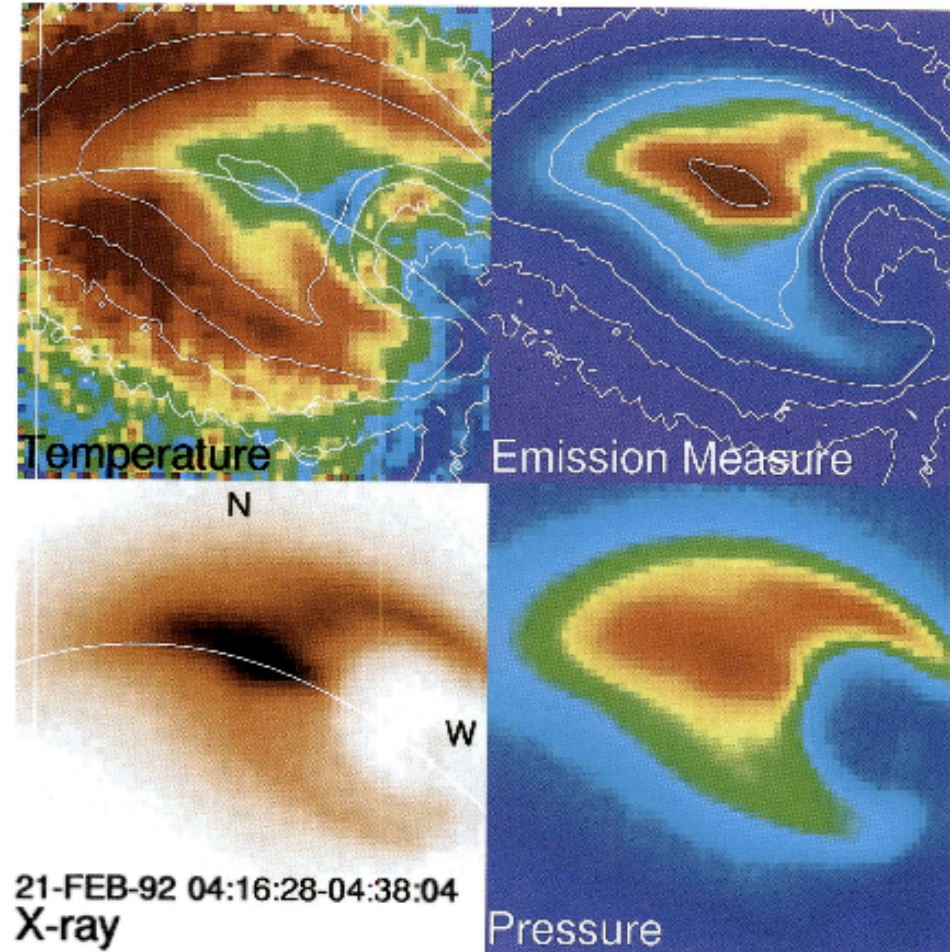 Temperature
Emission Measure
N
W
21-FEB-92 04:16:28-04:38:04
X-ray
Pressure